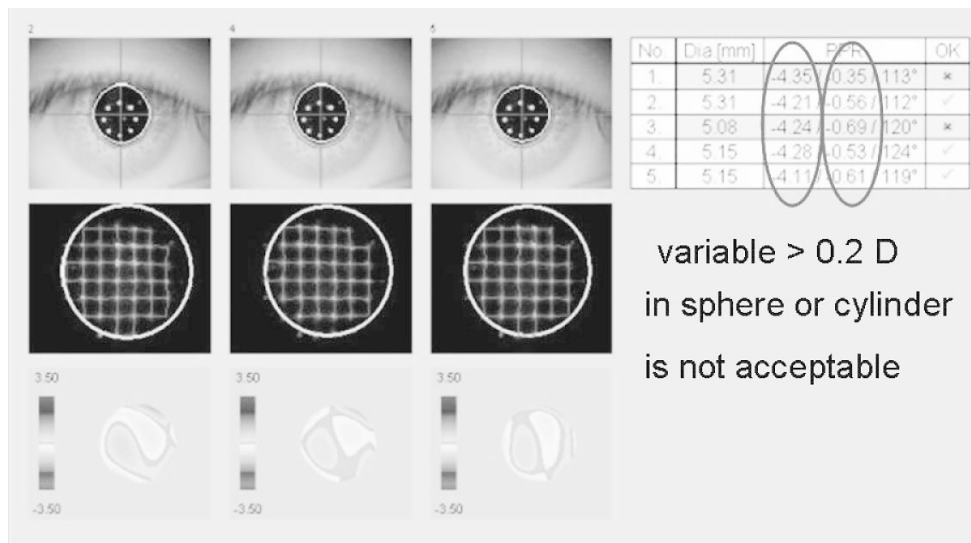 2 4 5
No. Dia.[mm] PPR OK
1. 5.31 -4.35 / -0.35 / 113° ×
2. 5.31 -4.21 / -0.56 / 112° ✓
3. 5.08 -4.24 / -0.69 / 120° ×
4. 5.15 -4.28 / -0.53 / 124° ✓
5. 5.15 -4.11 / -0.61 / 119° ✓
variable > 0.2 D
in sphere or cylinder
is not acceptable
3.50 3.50 3.50
-3.50 -3.50 -3.50